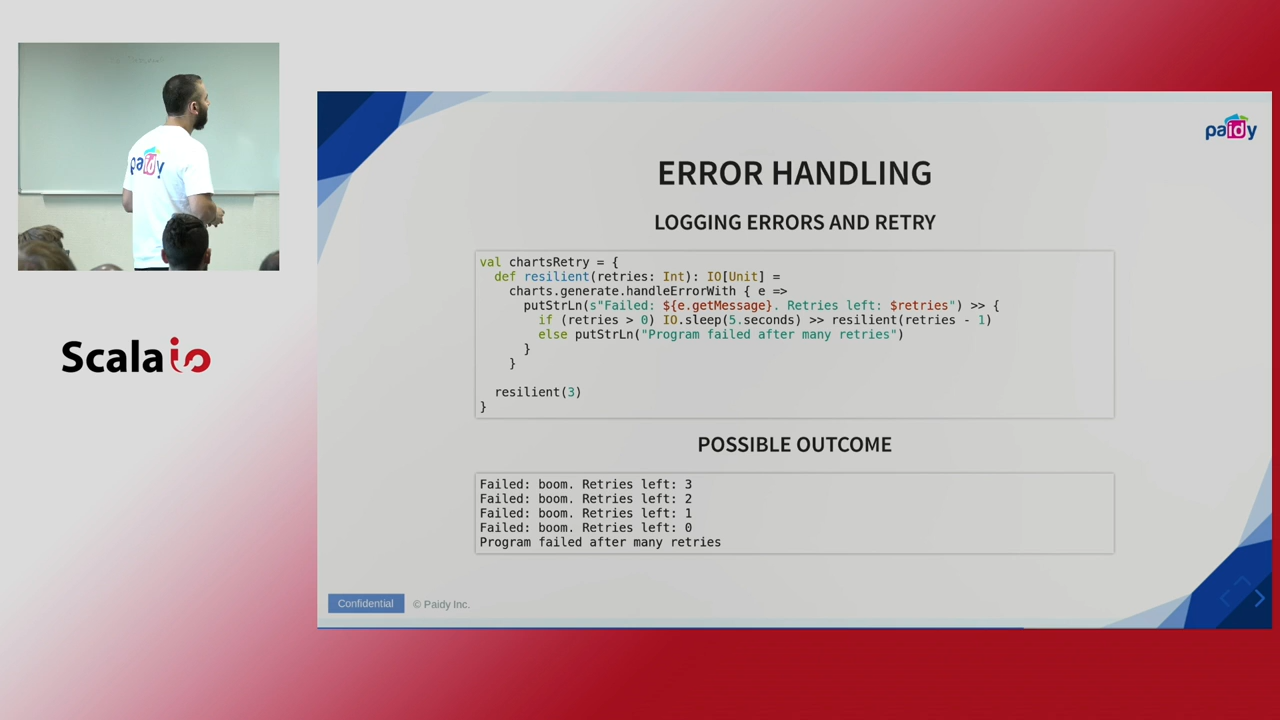 paidy
Scala io
paidy
ERROR HANDLING
LOGGING ERRORS AND RETRY
val chartsRetry = {
  def resilient(retries: Int): IO[Unit] =
    charts.generate.handleErrorWith { e =>
      putStrLn(s"Failed: ${e.getMessage}. Retries left: $retries") >> {
        if (retries > 0) IO.sleep(5.seconds) >> resilient(retries - 1)
        else putStrLn("Program failed after many retries")
      }
    }
  resilient(3)
}
POSSIBLE OUTCOME
Failed: boom. Retries left: 3
Failed: boom. Retries left: 2
Failed: boom. Retries left: 1
Failed: boom. Retries left: 0
Program failed after many retries
Confidential © Paidy Inc.